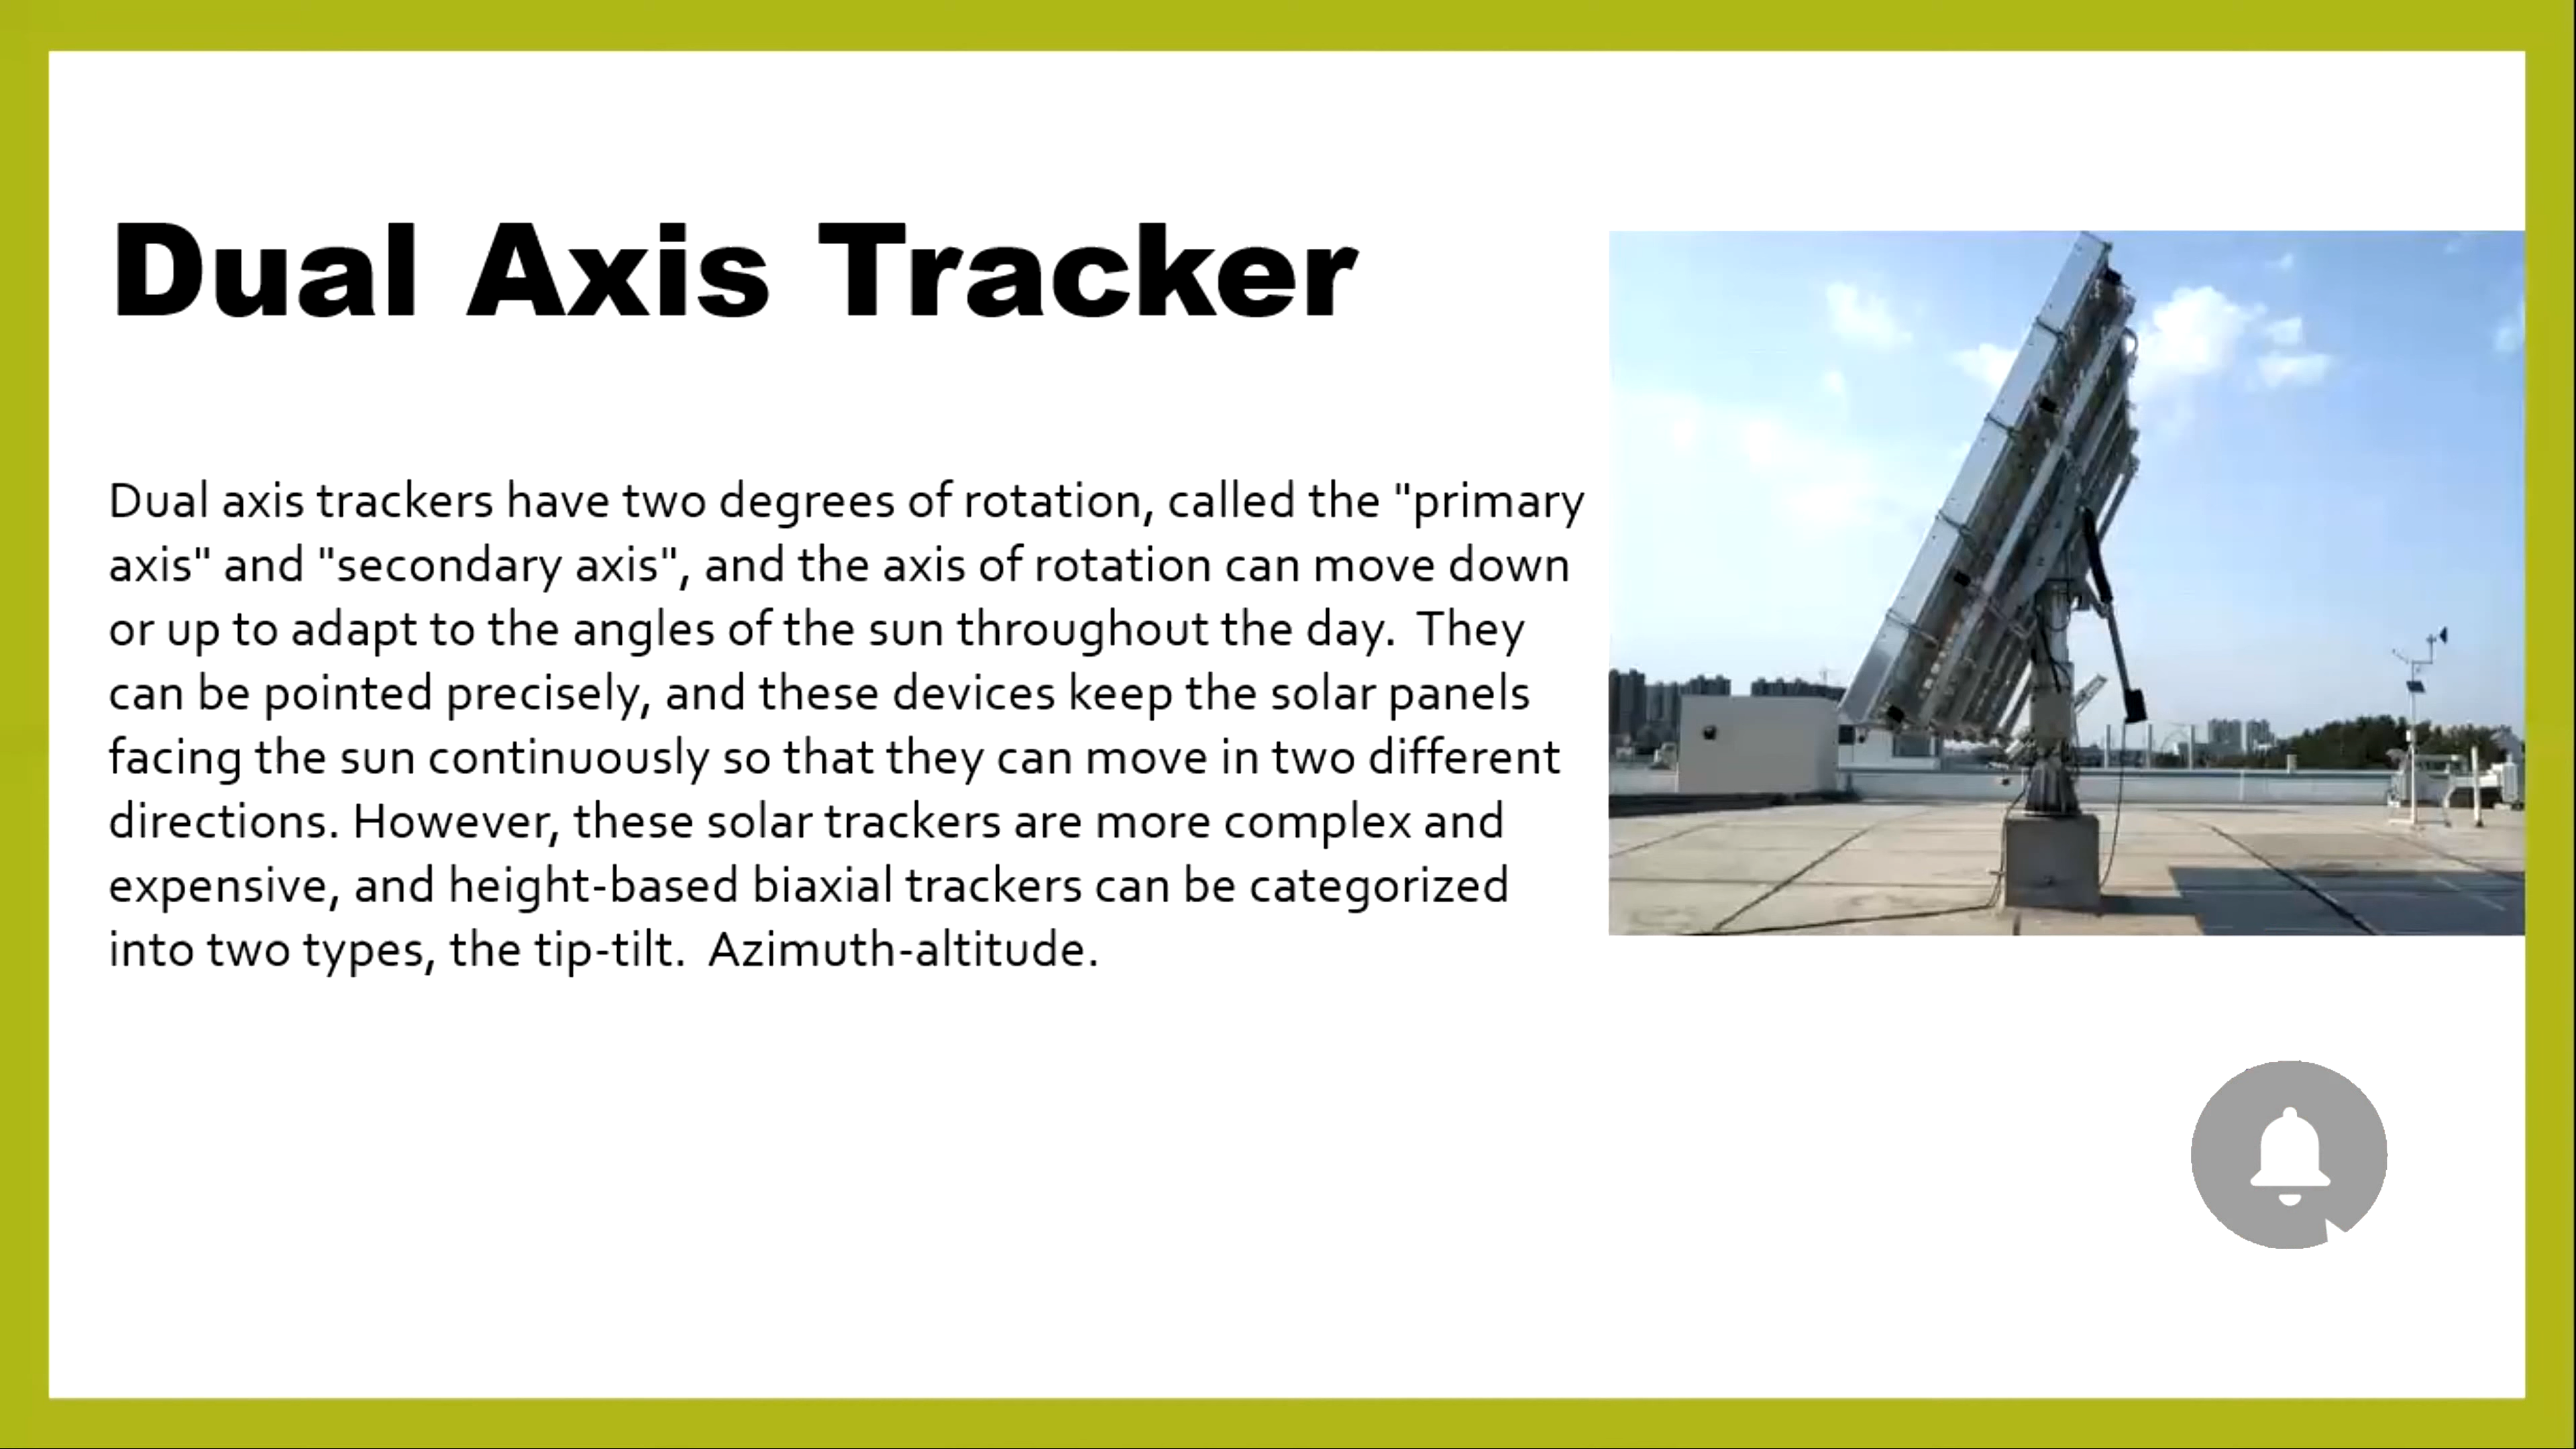 Dual Axis Tracker
Dual axis trackers have two degrees of rotation, called the "primary
axis" and "secondary axis", and the axis of rotation can move down
or up to adapt to the angles of the sun throughout the day.  They
can be pointed precisely, and these devices keep the solar panels
facing the sun continuously so that they can move in two different
directions. However, these solar trackers are more complex and
expensive, and height-based biaxial trackers can be categorized
into two types, the tip-tilt.  Azimuth-altitude.